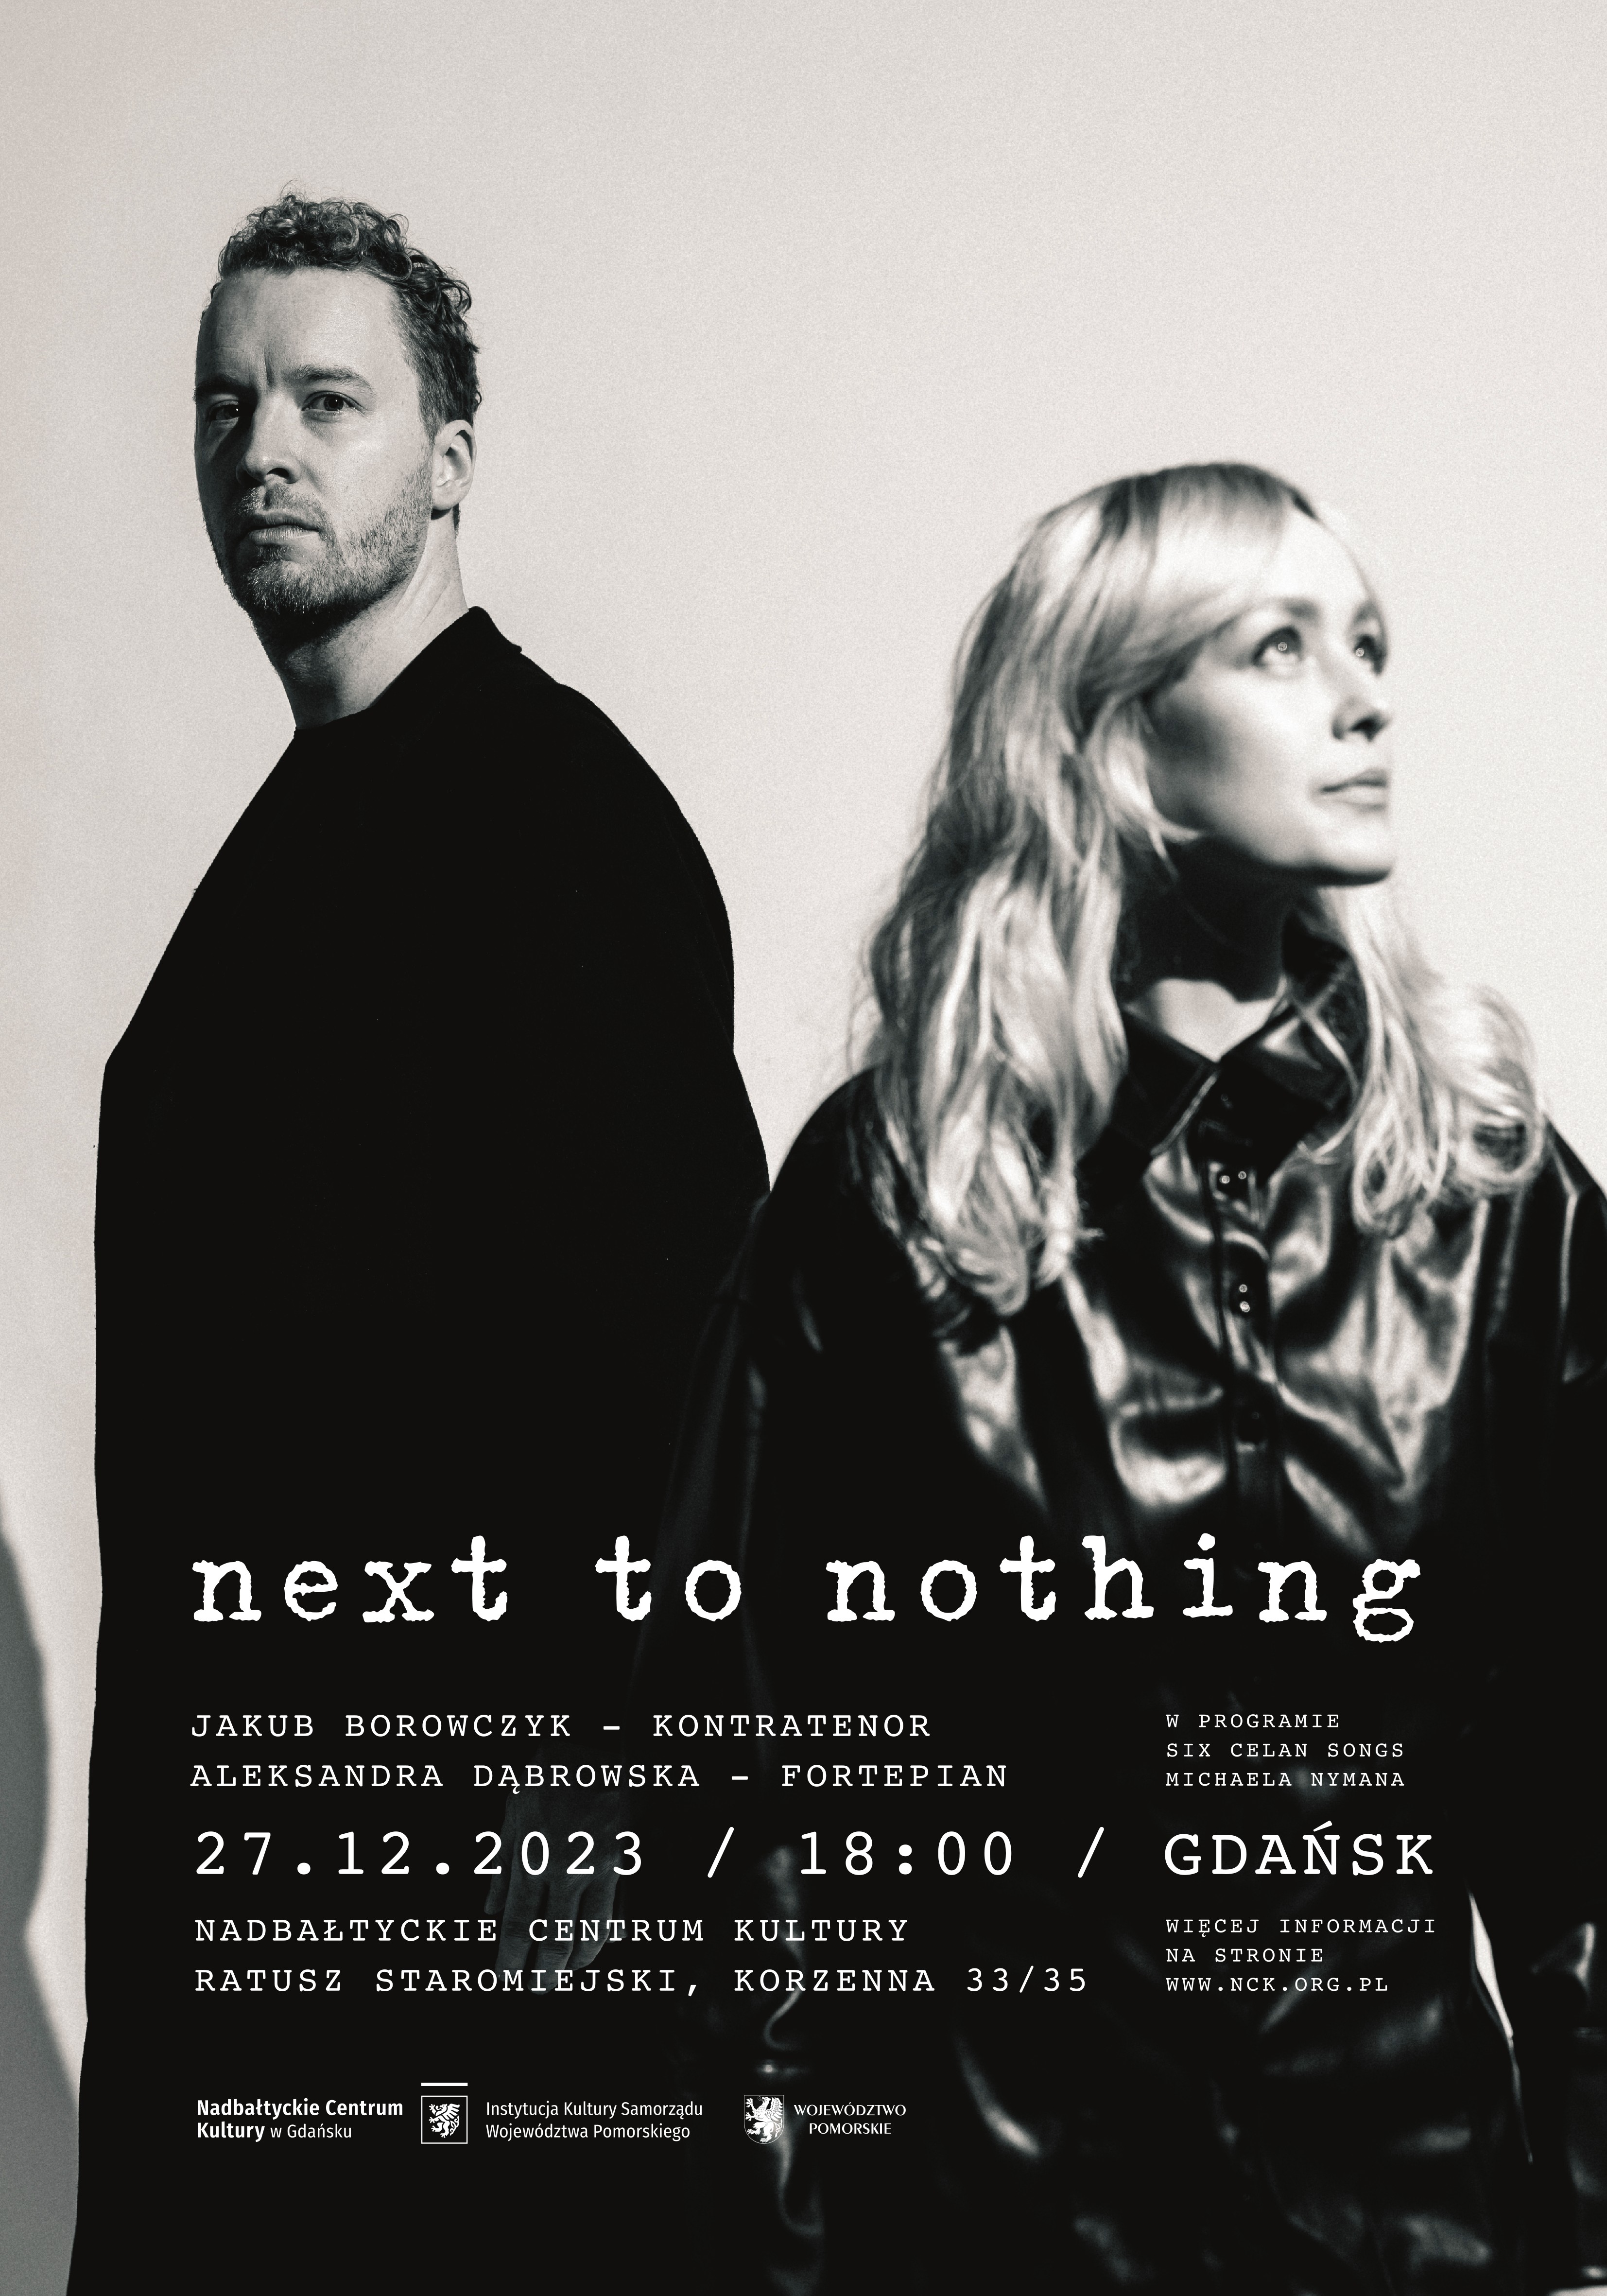 next to nothing
JAKUB BOROWCZYK – KONTRATENOR
ALEKSANDRA DĄBROWSKA – FORTEPIAN
W PROGRAMIE
SIX CELAN SONGS
MICHAELA NYMANA
27.12.2023 / 18:00 / GDAŃSK
NADBAŁTYCKIE CENTRUM KULTURY
RATUSZ STAROMIEJSKI, KORZENNA 33/35
WIĘCEJ INFORMACJI
NA STRONIE
WWW.NCK.ORG.PL
Nadbałtyckie Centrum
Kultury w Gdańsku
Instytucja Kultury Samorządu
Województwa Pomorskiego
WOJEWÓDZTWO
POMORSKIE